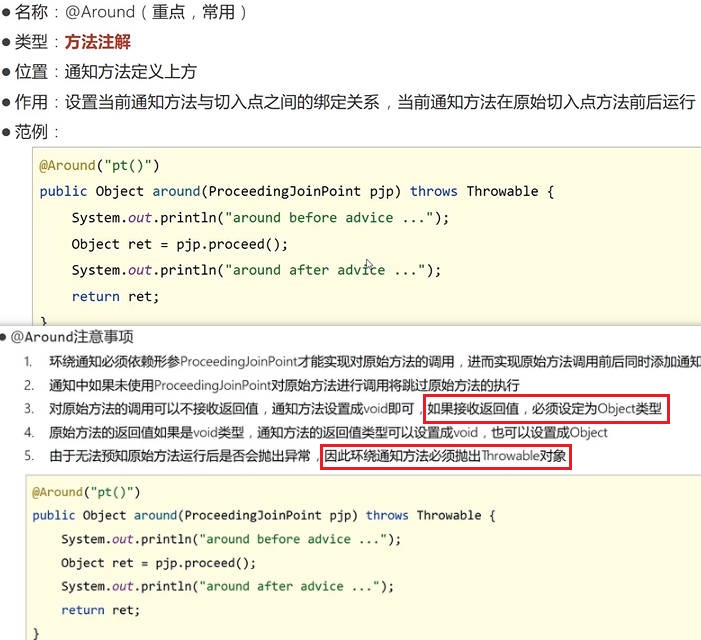 ● 名称：@Around（重点，常用）
● 类型：方法注解
● 位置：通知方法定义上方
● 作用：设置当前通知方法与切入点之间的绑定关系，当前通知方法在原始切入点方法前后运行
● 范例：
@Around("pt()")
public Object around(ProceedingJoinPoint pjp) throws Throwable {
System.out.println("around before advice ...");
Object ret = pjp.proceed();
System.out.println("around after advice ...");
return ret;
}
● @Around注意事项
1. 环绕通知必须依赖形参ProceedingJoinPoint才能实现对原始方法的调用，进而实现原始方法调用前后同时添加通知
2. 通知中如果未使用ProceedingJoinPoint对原始方法进行调用将跳过原始方法的执行
3. 对原始方法的调用可以不接收返回值，通知方法设置成void即可，如果接收返回值，必须设定为Object类型
4. 原始方法的返回值如果是void类型，通知方法的返回值类型可以设置成void，也可以设置成Object
5. 由于无法预知原始方法运行后是否会抛出异常，因此环绕通知方法必须抛出Throwable对象
@Around("pt()")
public Object around(ProceedingJoinPoint pjp) throws Throwable {
System.out.println("around before advice ...");
Object ret = pjp.proceed();
System.out.println("around after advice ...");
return ret;
}